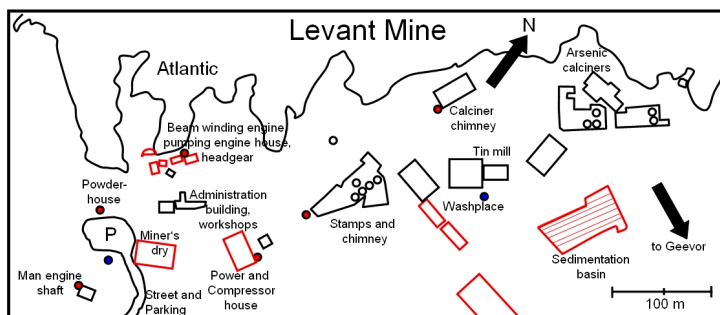 Levant Mine
N
Atlantic
Arsenic
calciners
Calciner
chimney
Beam winding engine,
pumping engine house,
headgear
Tin mill
Powder-
house
Administration
building,
workshops
Washplace
Stamps and
chimney
P
Miner's
dry
to Geevor
Sedimentation
basin
Man engine
shaft
Power and
Compressor
house
Street and
Parking
100 m